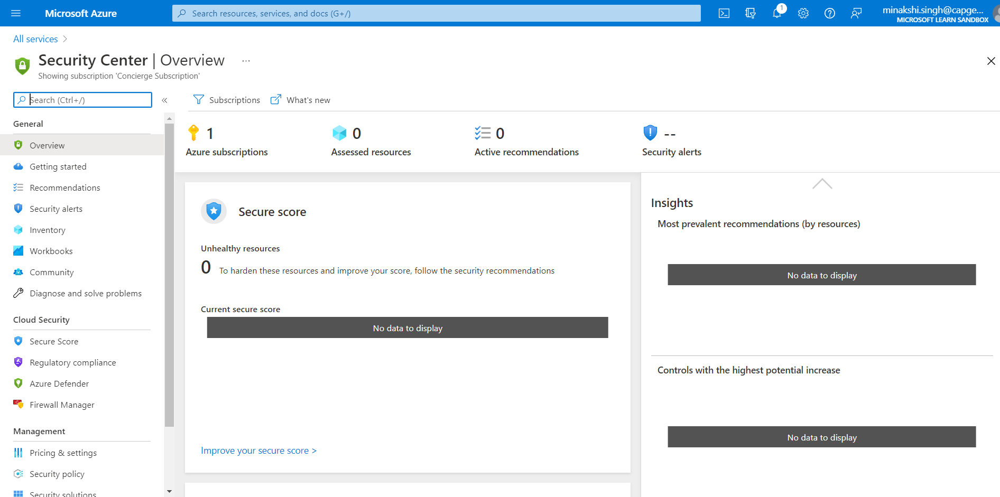 Microsoft Azure
Search resources, services, and docs (G+/)
1
minakshi.singh@capge...
MICROSOFT LEARN SANDBOX
All services
Security Center | Overview
...
Showing subscription 'Concierge Subscription'
Search (Ctrl+/)
«
Subscriptions
What's new
General
Overview
Getting started
Recommendations
Security alerts
Inventory
Workbooks
Community
Diagnose and solve problems
Cloud Security
Secure Score
Regulatory compliance
Azure Defender
Firewall Manager
Management
Pricing & settings
Security policy
Security solutions
1
Azure subscriptions
0
Assessed resources
0
Active recommendations
--
Security alerts
Secure score
Unhealthy resources
0 To harden these resources and improve your score, follow the security recommendations
Current secure score
No data to display
Improve your secure score >
Insights
Most prevalent recommendations (by resources)
No data to display
Controls with the highest potential increase
No data to display